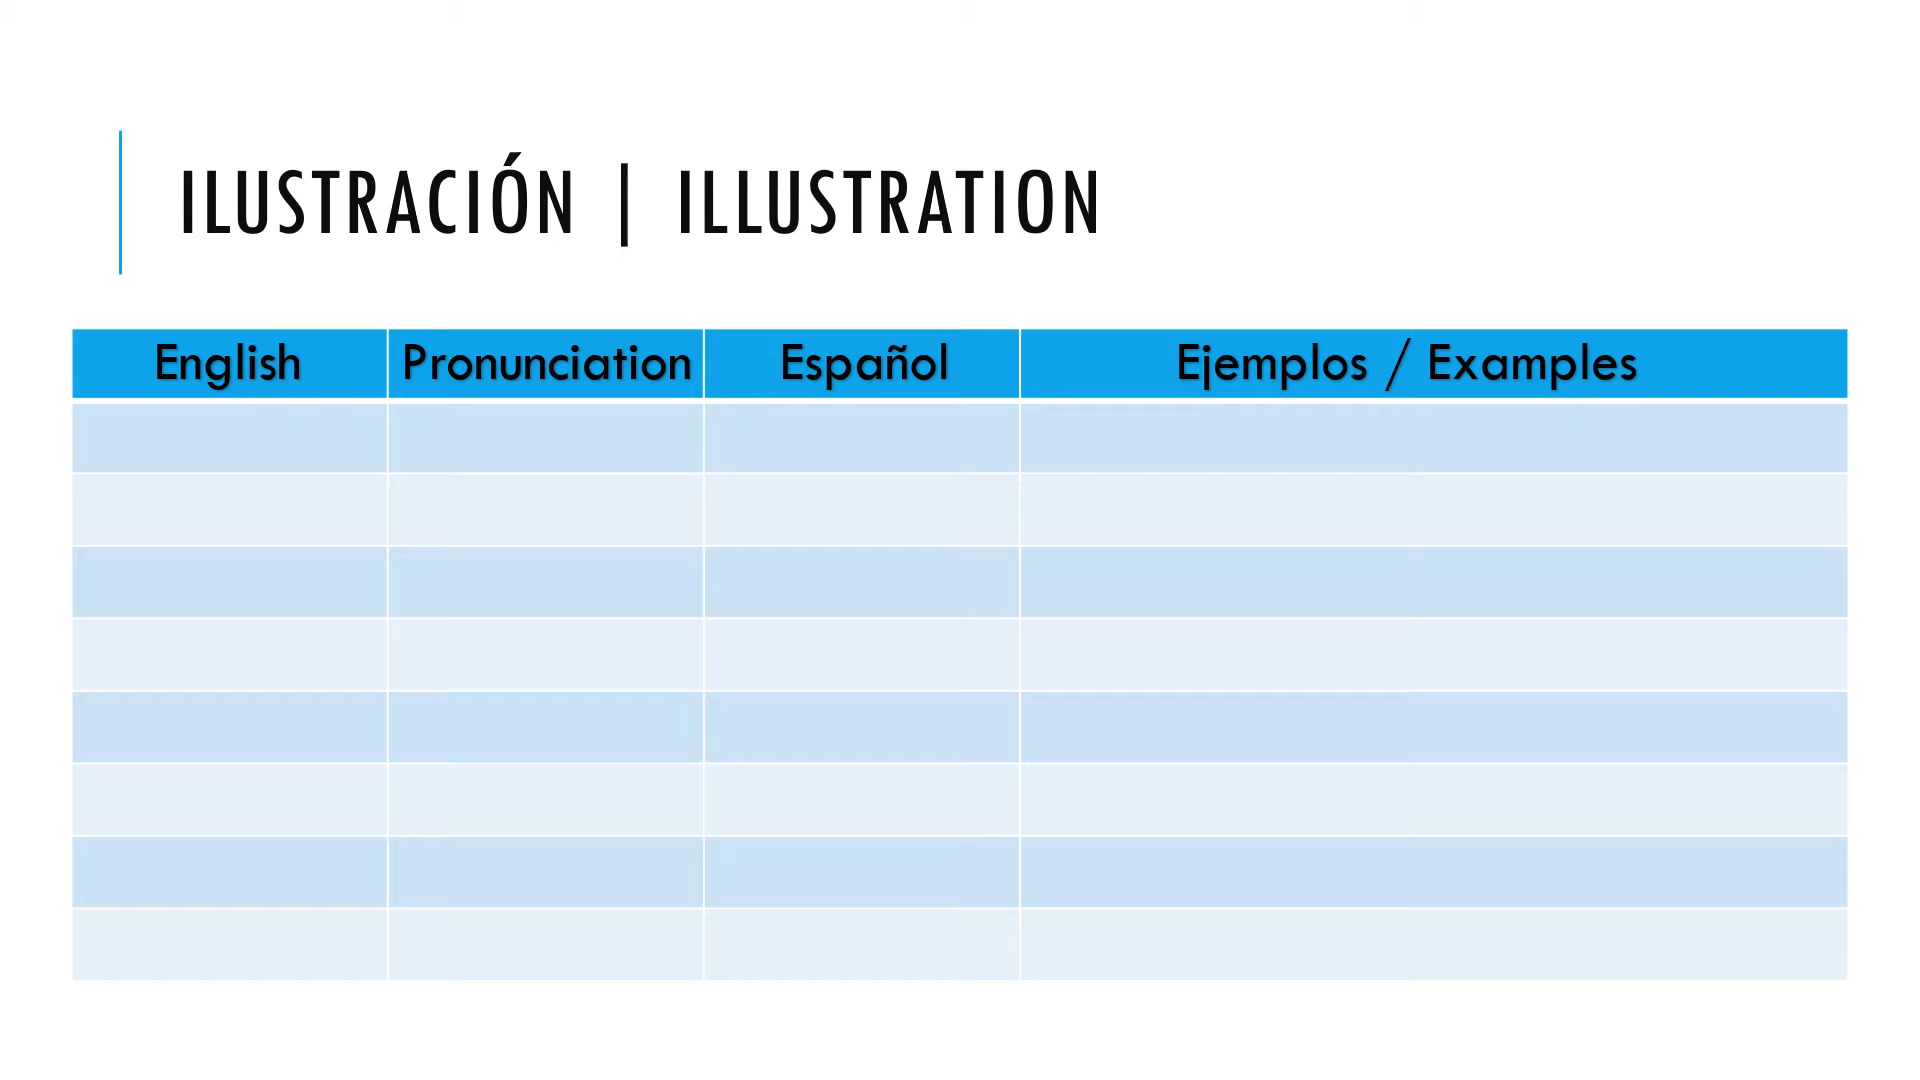 ILUSTRACIÓN | ILLUSTRATION
English Pronunciation Español Ejemplos / Examples